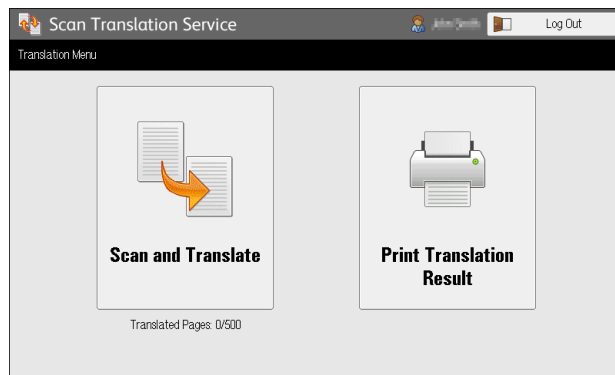 Scan Translation Service
Log Out
Translation Menu
Scan and Translate
Print Translation
Result
Translated Pages: 0/500